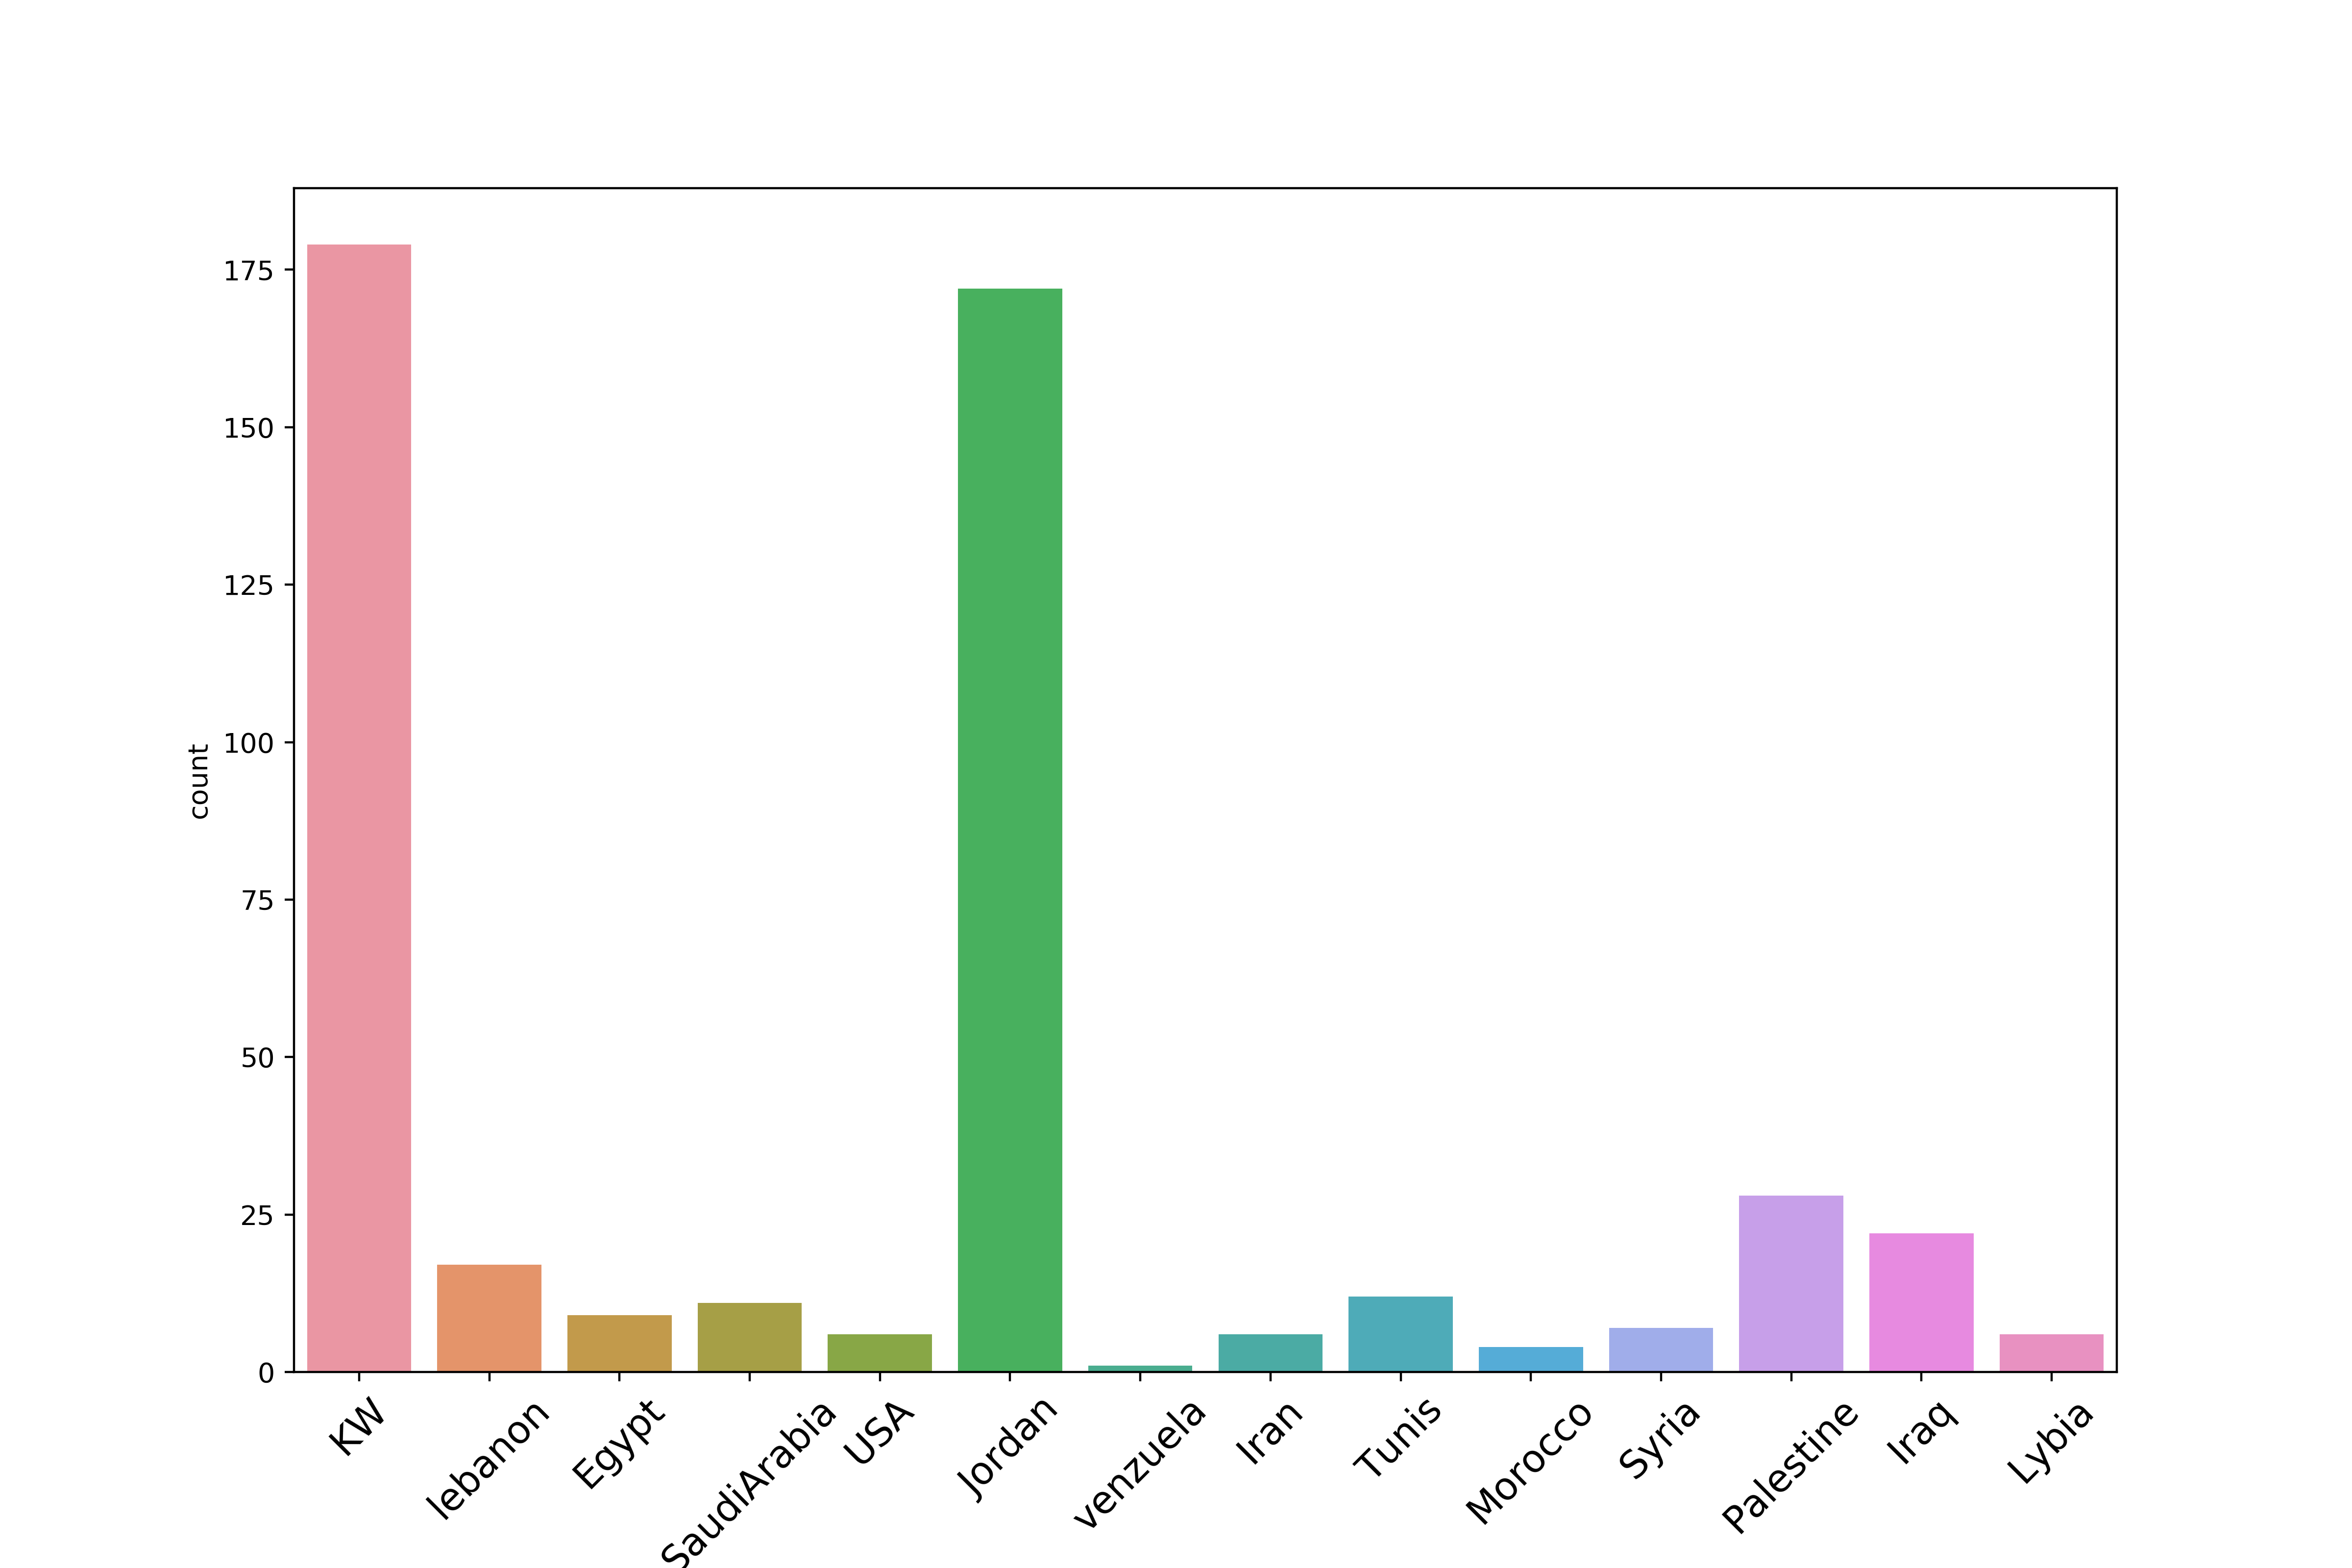 count
175
150
125
100
75
50
25
0
KW
lebanon
Egypt
SaudiArabia
USA
Jordan
venzuela
Iran
Tunis
Morocco
Syria
Palestine
Iraq
Lybia